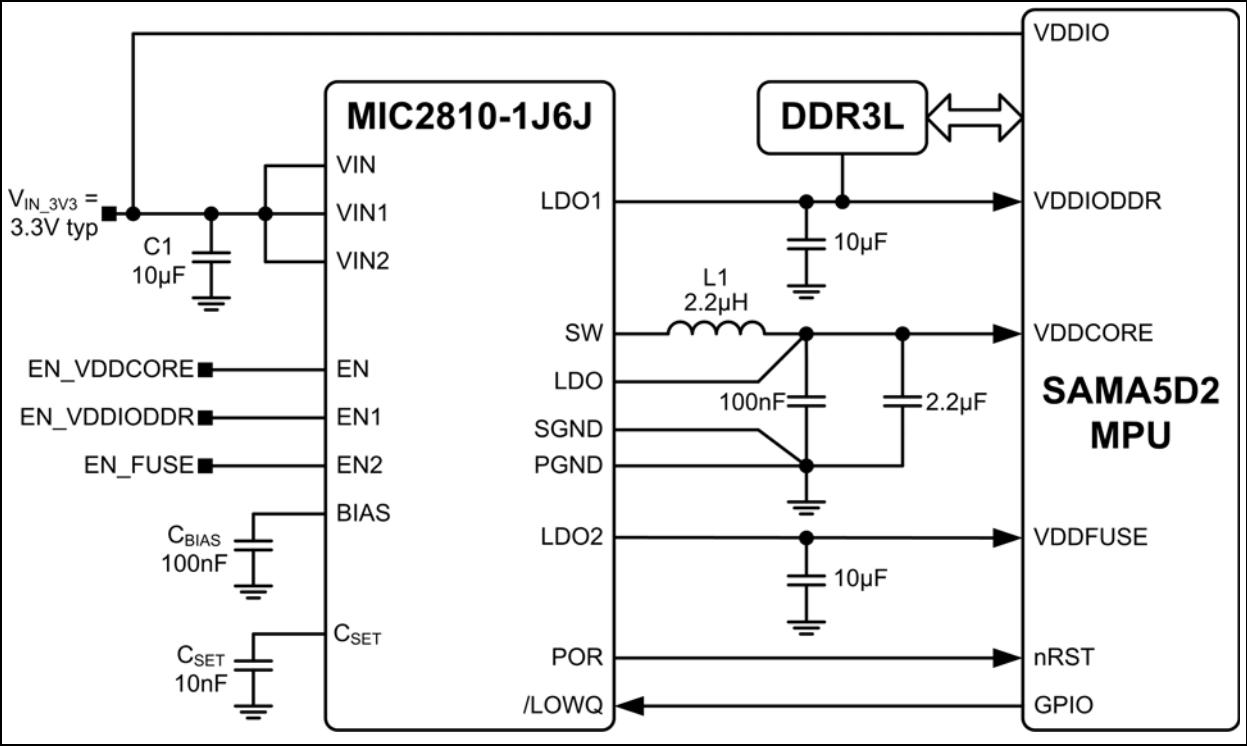 VDDIO
MIC2810-1J6J
DDR3L
VIN
VIN_3V3 =
3.3V typ
VIN1
LDO1
VDDIODDR
C1
10µF
VIN2
10µF
L1
2.2µH
SW
VDDCORE
EN_VDDCORE
EN
LDO
SAMA5D2
MPU
100nF
2.2µF
EN_VDDIODDR
EN1
SGND
EN_FUSE
EN2
PGND
BIAS
CBIAS
100nF
LDO2
VDDFUSE
10µF
CSET
CSET
10nF
POR
nRST
/LOWQ
GPIO